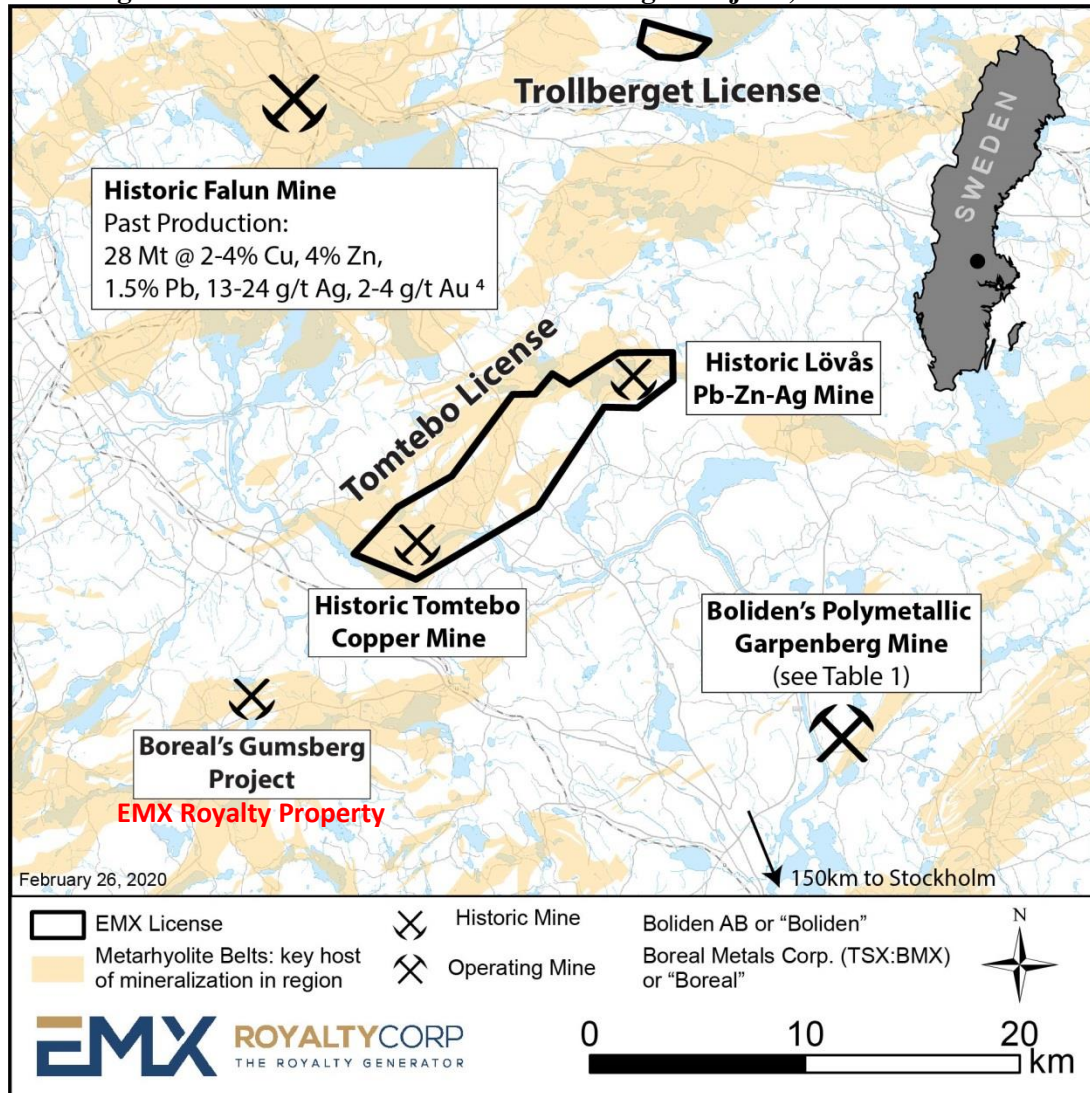 Trollberget License
SWEDEN
Historic Falun Mine
Past Production:
28 Mt @ 2-4% Cu, 4% Zn,
1.5% Pb, 13-24 g/t Ag, 2-4 g/t Au ⁴
Tomtebo License
Historic Lövås
Pb-Zn-Ag Mine
Historic Tomtebo
Copper Mine
Boliden's Polymetallic
Garpenberg Mine
(see Table 1)
Boreal's Gumsberg
Project
EMX Royalty Property
February 26, 2020
150km to Stockholm
EMX License
Metarhyolite Belts: key host
of mineralization in region
Historic Mine
Operating Mine
Boliden AB or "Boliden"
Boreal Metals Corp. (TSX:BMX)
or "Boreal"
N
EMX ROYALTYCORP
THE ROYALTY GENERATOR
0 10 20
km